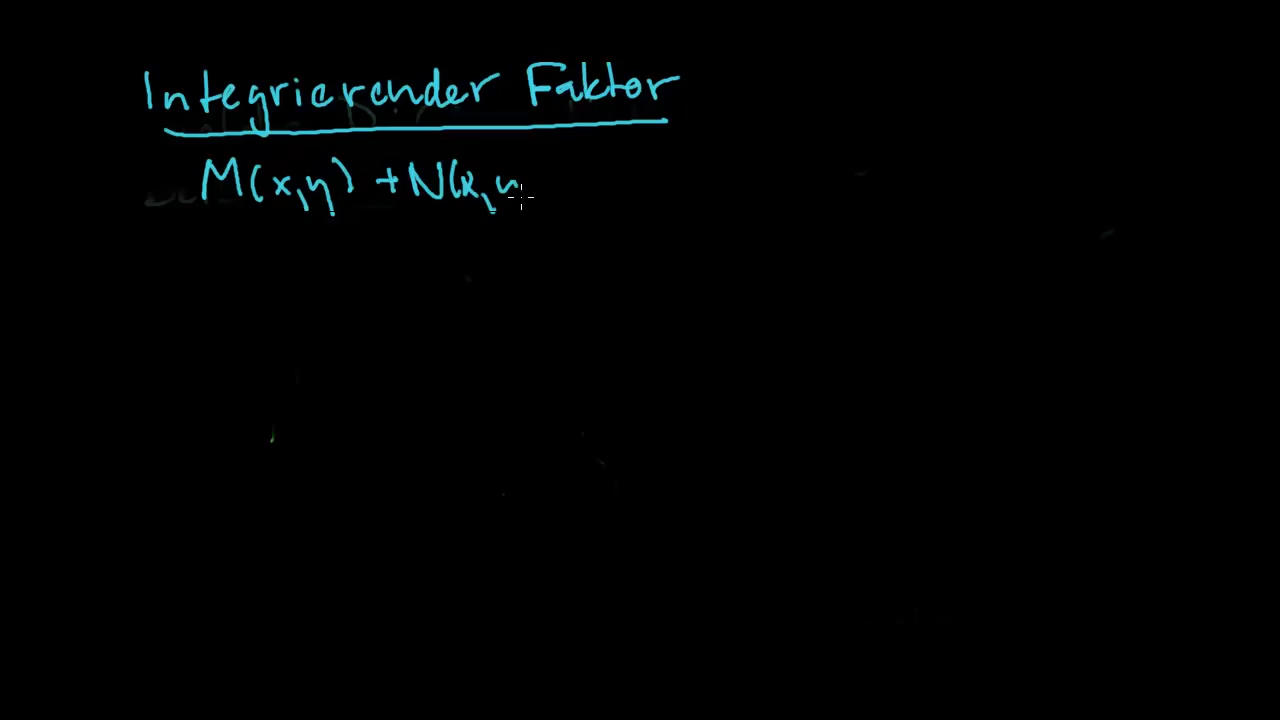 Integrierender Faktor
M(x,y) + N(x,